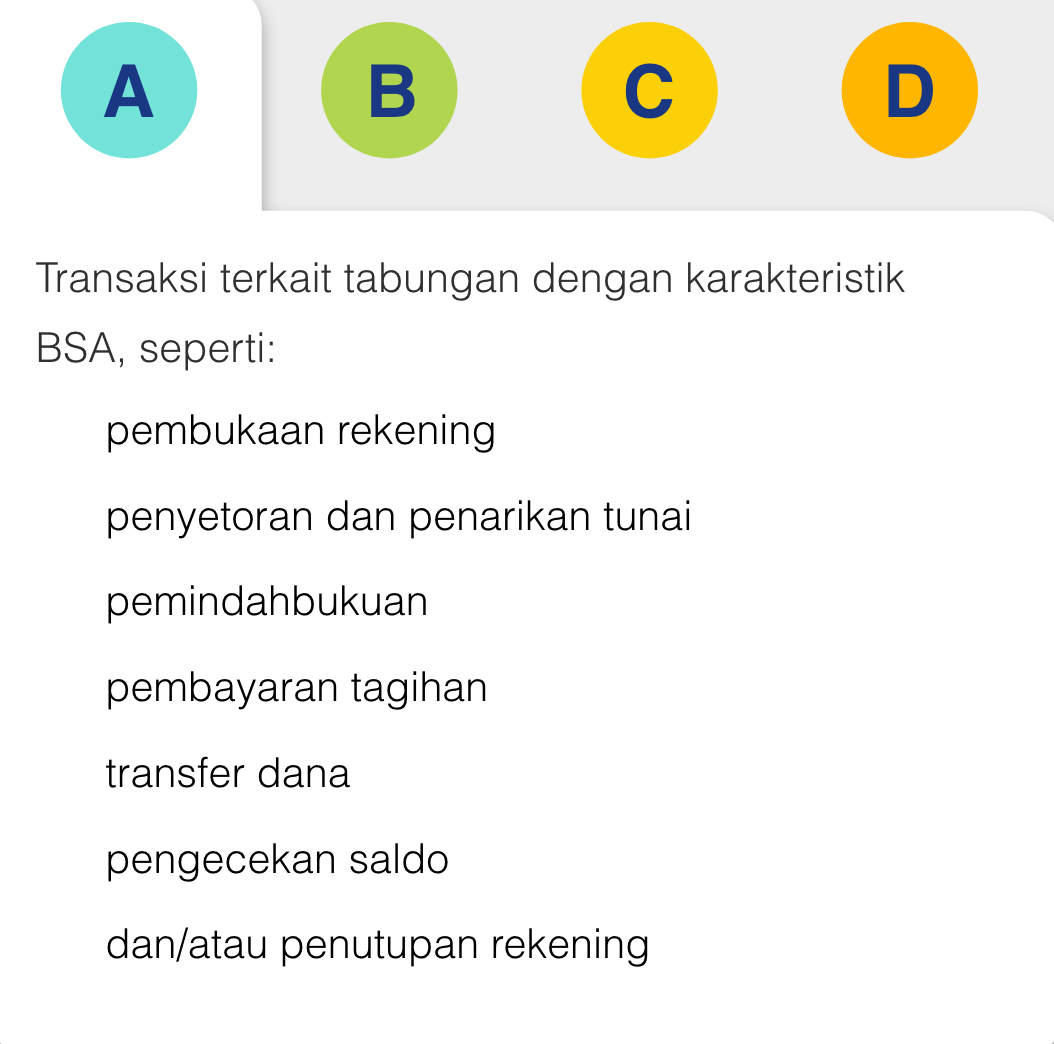 A
B
C
D
Transaksi terkait tabungan dengan karakteristik
BSA, seperti:
pembukaan rekening
penyetoran dan penarikan tunai
pemindahbukuan
pembayaran tagihan
transfer dana
pengecekan saldo
dan/atau penutupan rekening